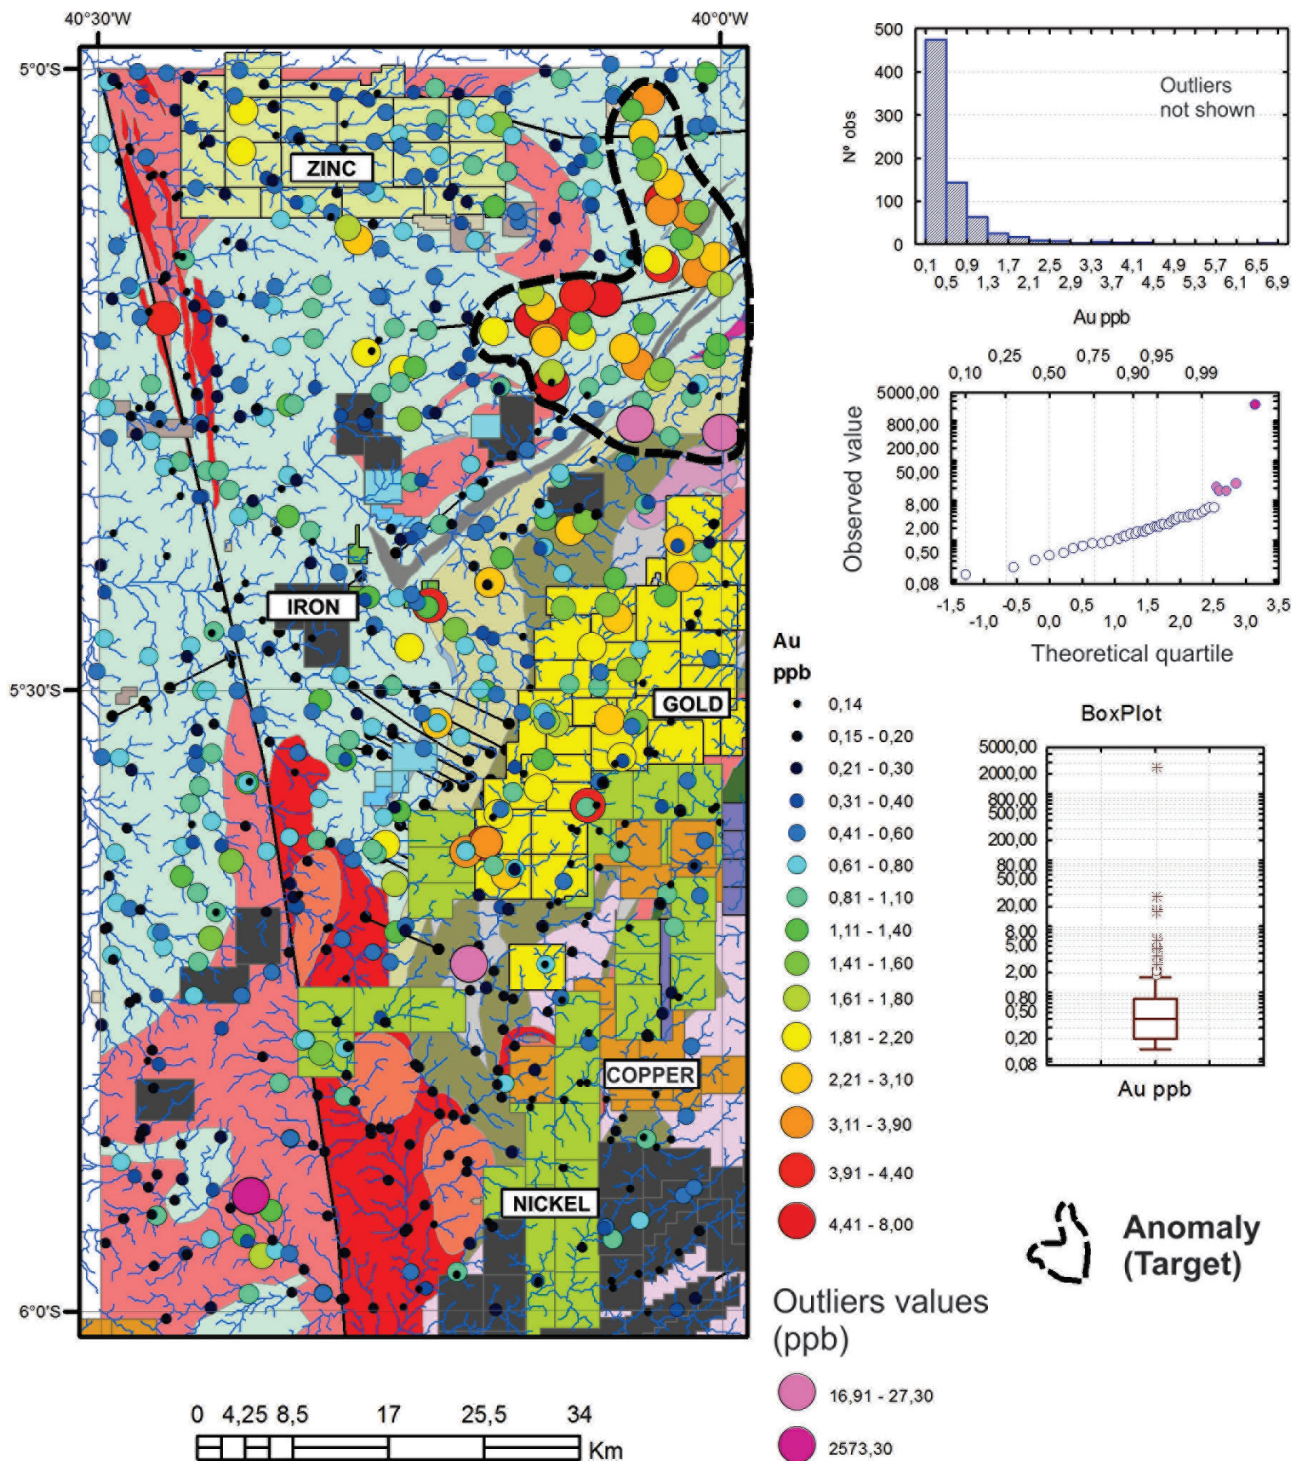 40°30'W
40°0'W
5°0'S
5°30'S
6°0'S
ZINC
IRON
GOLD
COPPER
NICKEL
0 4,25 8,5 17 25,5 34
Km
500
400
300
200
100
0
Nº obs
Outliers
not shown
0,1 0,9 1,7 2,5 3,3 4,1 4,9 5,7 6,5
0,5 1,3 2,1 2,9 3,7 4,5 5,3 6,1 6,9
Au ppb
0,25 0,75 0,95
0,10 0,50 0,90 0,99
5000,00
800,00
200,00
50,00
8,00
2,00
0,50
0,08
Observed value
-1,5 -0,5 0,5 1,5 2,5 3,5
-1,0 0,0 1,0 2,0 3,0
Theoretical quartile
Au
ppb
0,14
0,15 - 0,20
0,21 - 0,30
0,31 - 0,40
0,41 - 0,60
0,61 - 0,80
0,81 - 1,10
1,11 - 1,40
1,41 - 1,60
1,61 - 1,80
1,81 - 2,20
2,21 - 3,10
3,11 - 3,90
3,91 - 4,40
4,41 - 8,00
Outliers values
(ppb)
16,91 - 27,30
2573,30
BoxPlot
5000,00
2000,00
800,00
500,00
200,00
80,00
50,00
20,00
8,00
5,00
2,00
0,80
0,50
0,20
0,08
Au ppb
Anomaly
(Target)